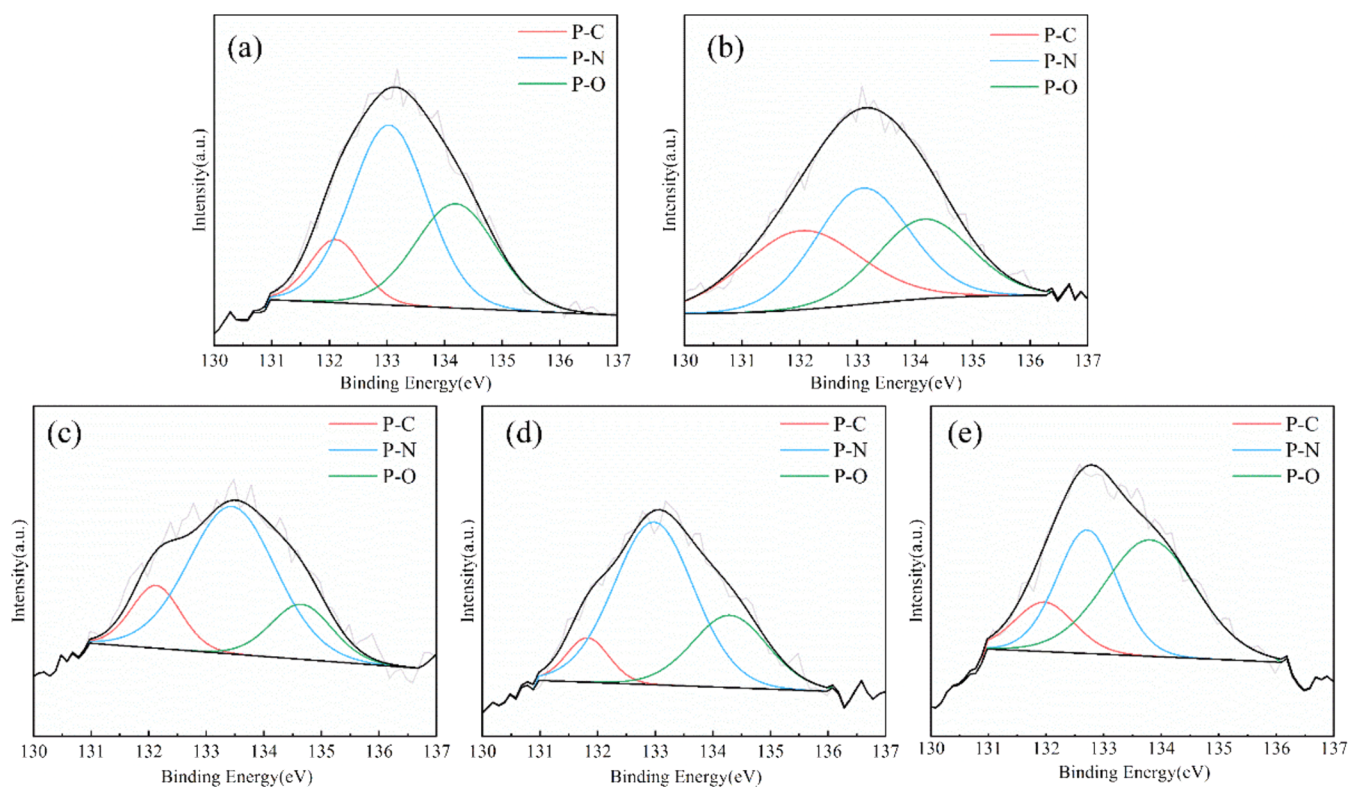 (a)
P-C
P-N
P-O
Intensity(a.u.)
130 131 132 133 134 135 136 137
Binding Energy(eV)
(b)
P-C
P-N
P-O
Intensity(a.u.)
130 131 132 133 134 135 136 137
Binding Energy(eV)
(c)
P-C
P-N
P-O
Intensity(a.u.)
130 131 132 133 134 135 136 137
Binding Energy(eV)
(d)
P-C
P-N
P-O
Intensity(a.u.)
130 131 132 133 134 135 136 137
Binding Energy(eV)
(e)
P-C
P-N
P-O
Intensity(a.u.)
130 131 132 133 134 135 136 137
Binding Energy(eV)